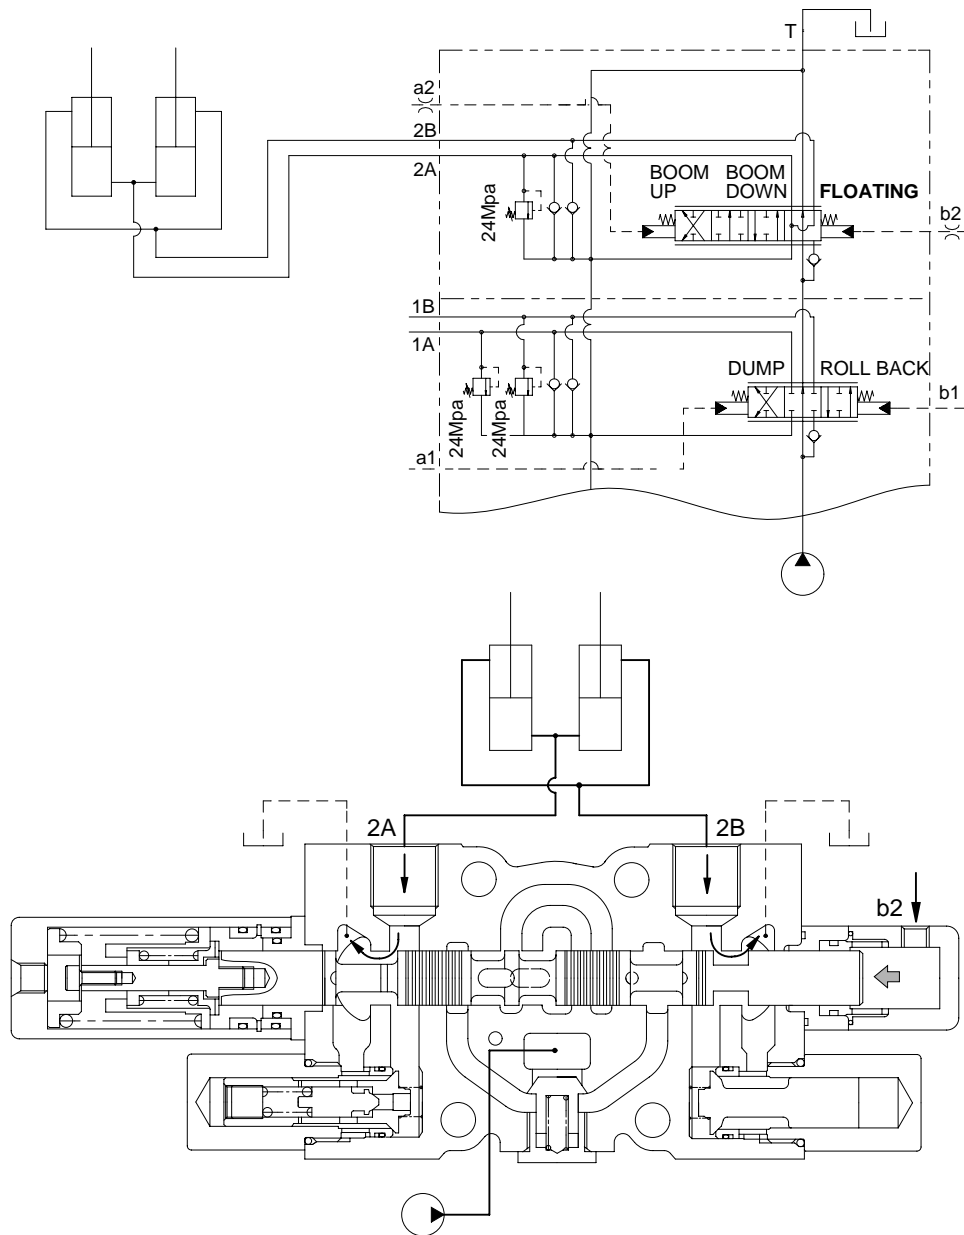 T
a2
2B
2A
BOOM UP
BOOM DOWN
FLOATING
24Mpa
b2
1B
1A
DUMP
ROLL BACK
b1
24Mpa
24Mpa
a1
2A
2B
b2